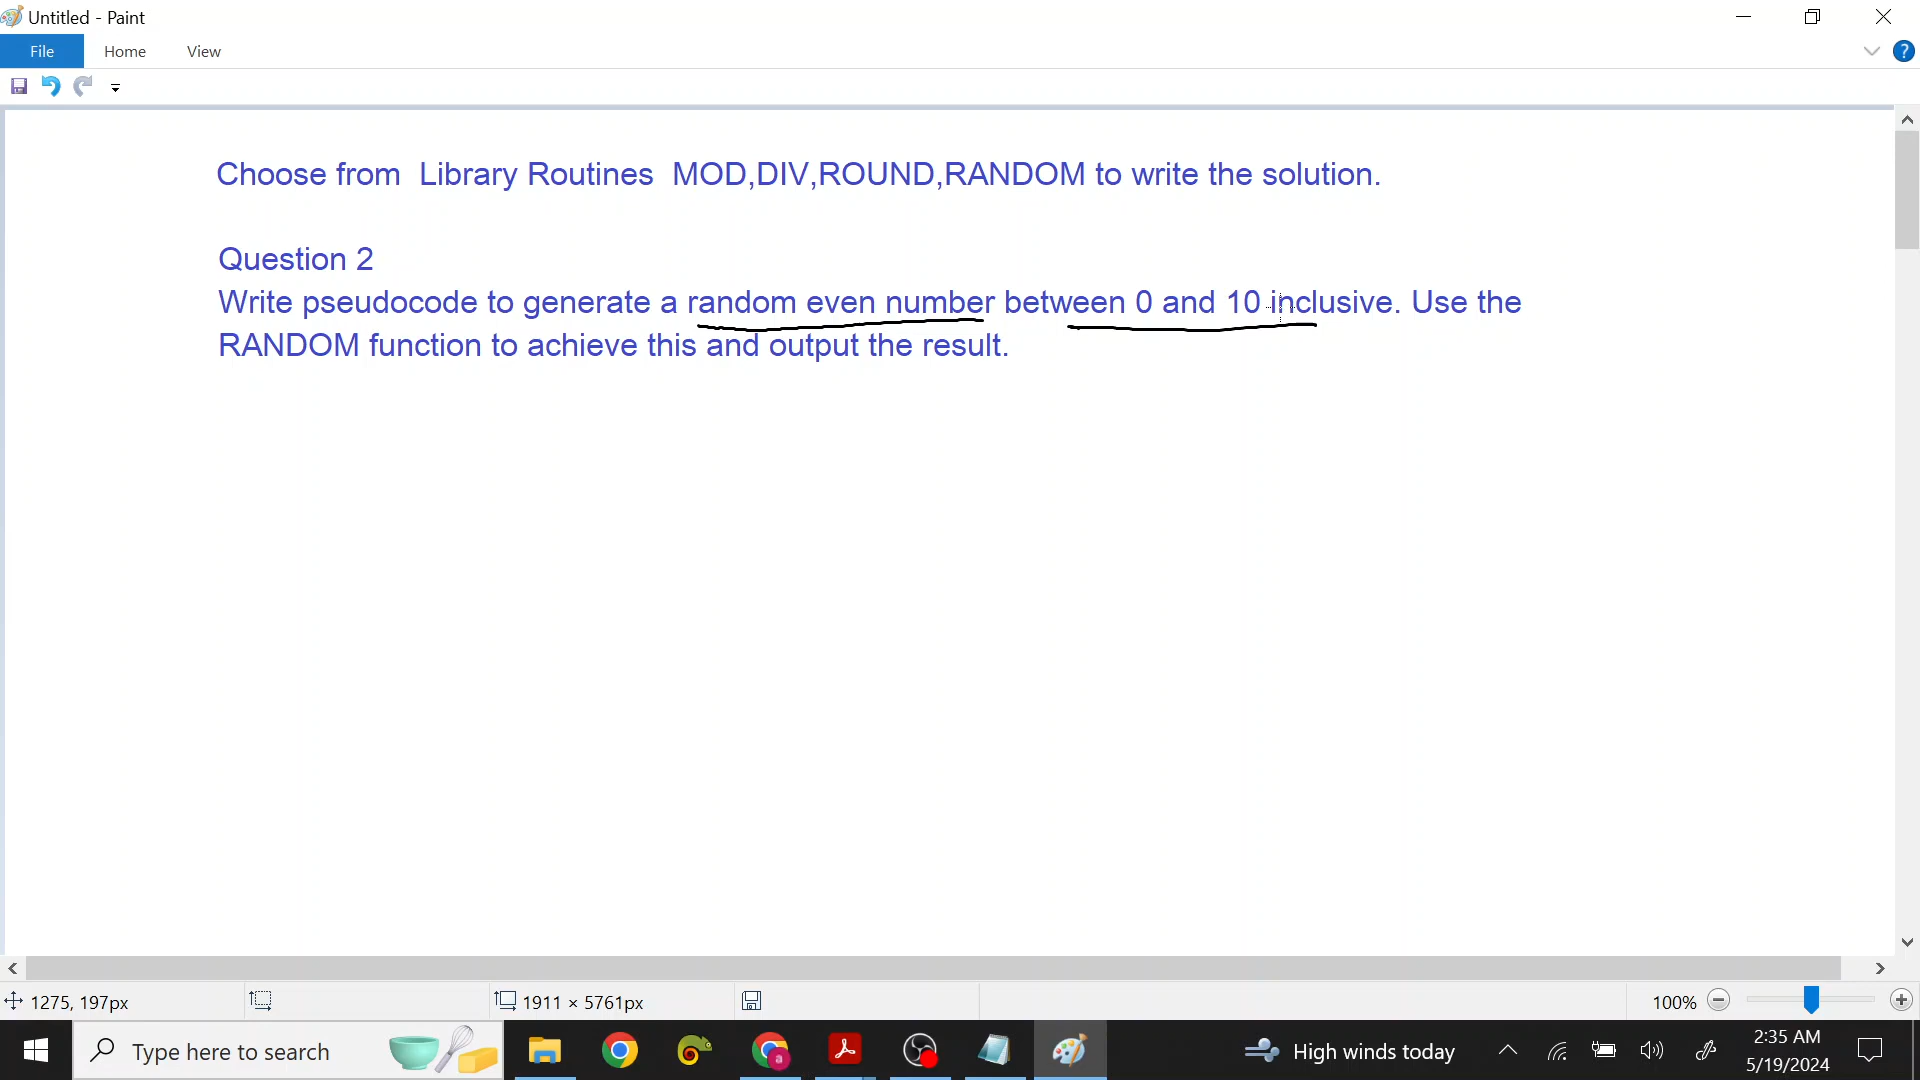 Untitled - Paint
File Home View
?
Choose from  Library Routines  MOD,DIV,ROUND,RANDOM to write the solution.
Question 2
Write pseudocode to generate a random even number between 0 and 10 inclusive. Use the
RANDOM function to achieve this and output the result.
1275, 197px 1911 × 5761px 100%
Type here to search a High winds today 2:35 AM
5/19/2024